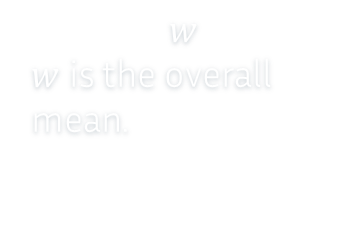 w
w is the overall
mean.